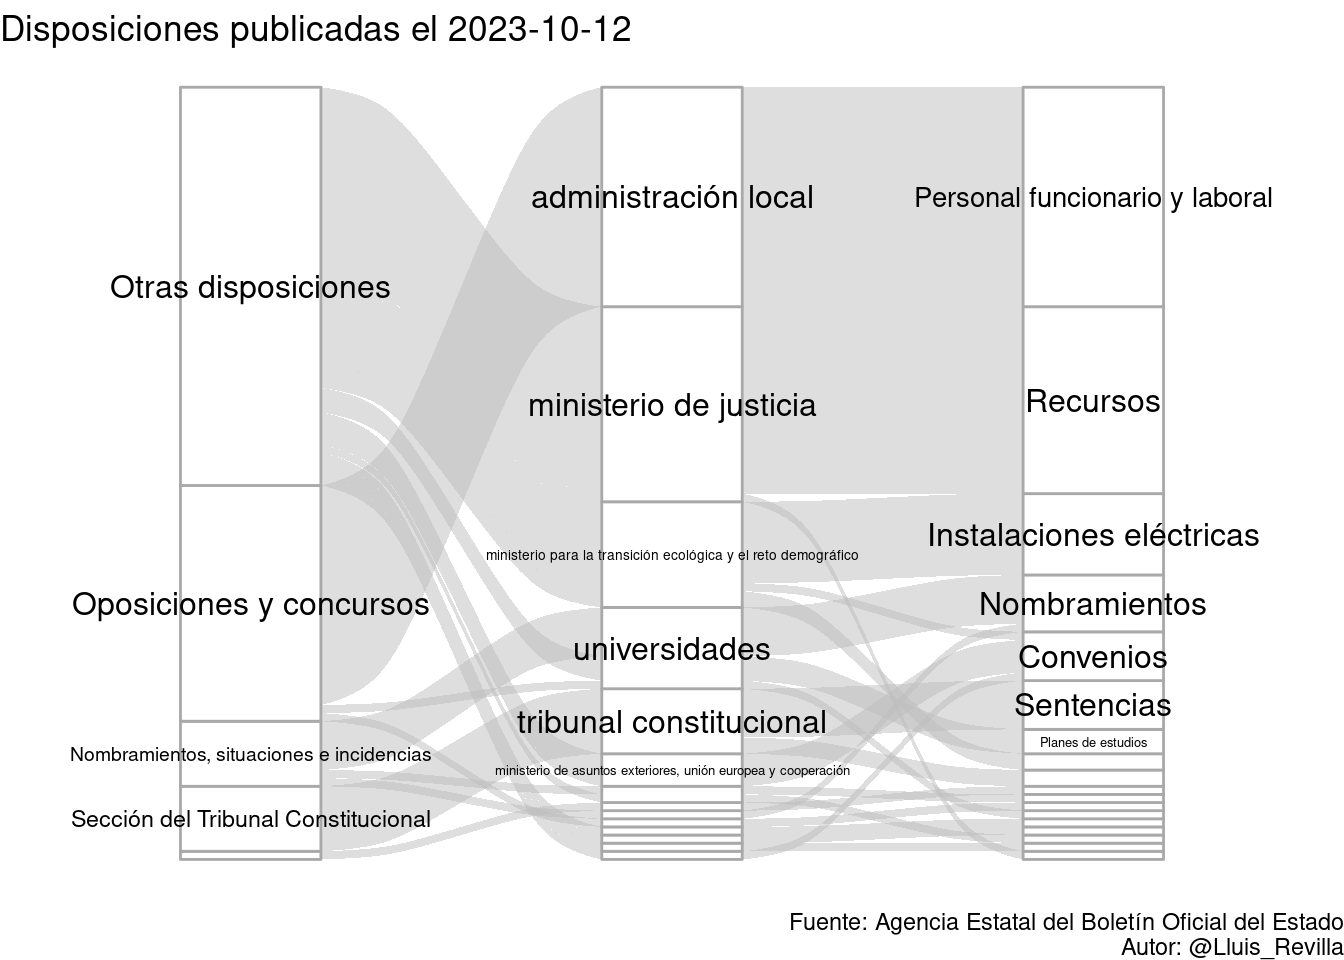 Disposiciones publicadas el 2023-10-12
Otras disposiciones
Oposiciones y concursos
Nombramientos, situaciones e incidencias
Sección del Tribunal Constitucional
administración local
ministerio de justicia
ministerio para la transición ecológica y el reto demográfico
universidades
tribunal constitucional
ministerio de asuntos exteriores, unión europea y cooperación
Personal funcionario y laboral
Recursos
Instalaciones eléctricas
Nombramientos
Convenios
Sentencias
Planes de estudios
Fuente: Agencia Estatal del Boletín Oficial del Estado
Autor: @Lluis_Revilla